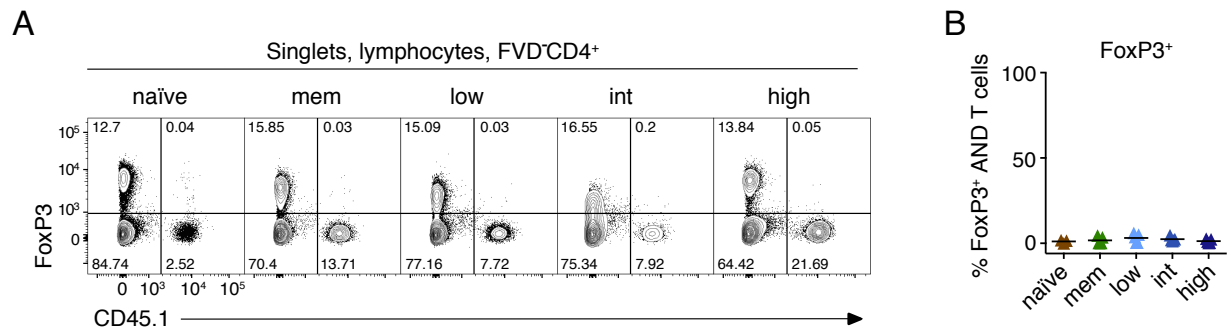 A
Singlets, lymphocytes, FVD-CD4+
naïve mem low int high
12.7 0.04 15.85 0.03 15.09 0.03 16.55 0.2 13.84 0.05
10⁵
10⁴
10³
0
FoxP3
84.74 2.52 70.4 13.71 77.16 7.72 75.34 7.92 64.42 21.69
0 10³ 10⁴ 10⁵
CD45.1
B
FoxP3⁺
% FoxP3⁺ AND T cells
100
50
0
naïve mem low int high